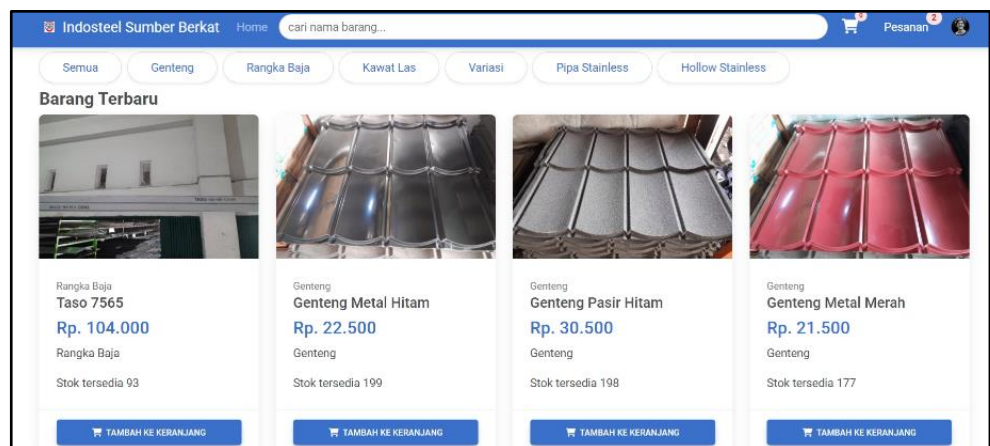 Indosteel Sumber Berkat Home cari nama barang... 9 Pesanan 2
Semua Genteng Rangka Baja Kawat Las Variasi Pipa Stainless Hollow Stainless
Barang Terbaru
Rangka Baja
Taso 7565
Rp. 104.000
Rangka Baja
Stok tersedia 93
TAMBAH KE KERANJANG
Genteng
Genteng Metal Hitam
Rp. 22.500
Genteng
Stok tersedia 199
TAMBAH KE KERANJANG
Genteng
Genteng Pasir Hitam
Rp. 30.500
Genteng
Stok tersedia 198
TAMBAH KE KERANJANG
Genteng
Genteng Metal Merah
Rp. 21.500
Genteng
Stok tersedia 177
TAMBAH KE KERANJANG